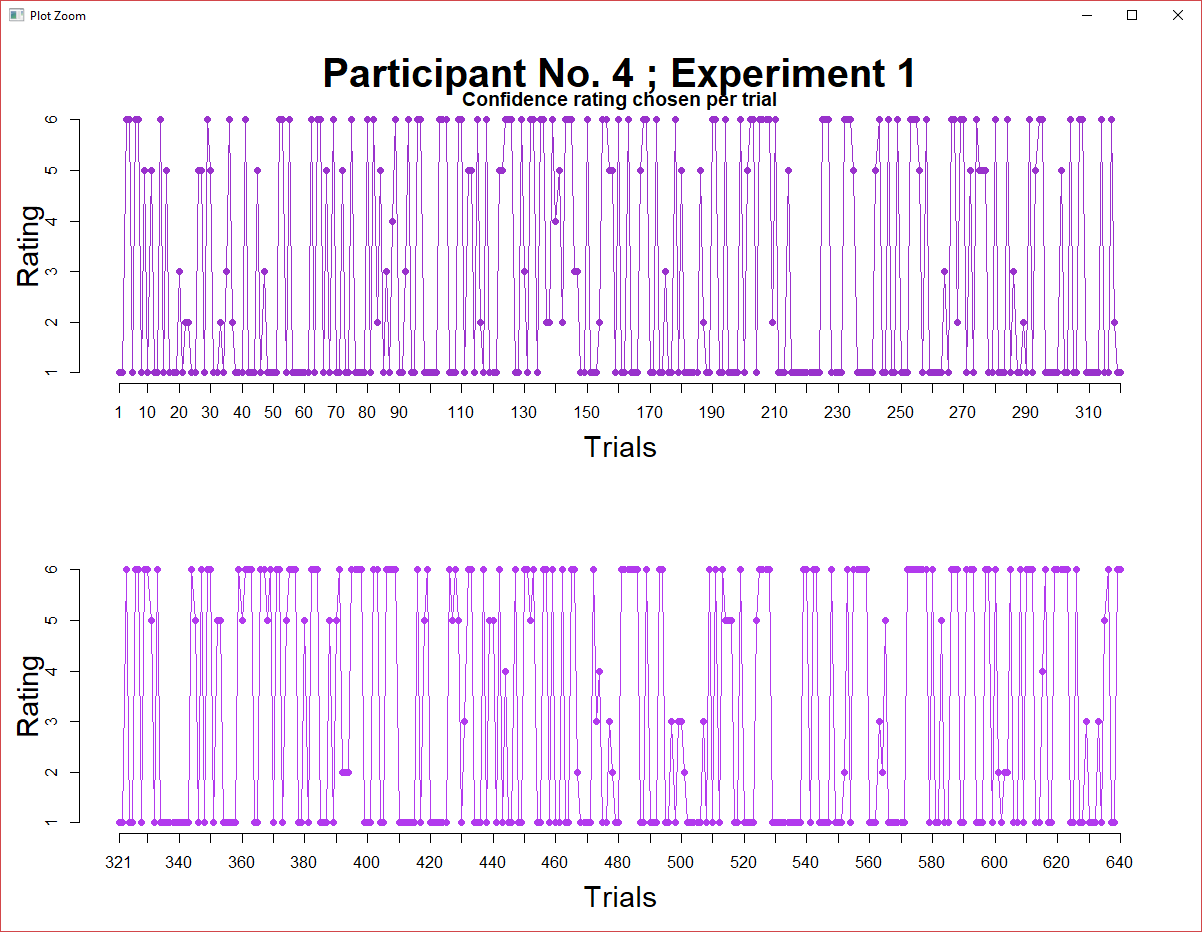 Plot Zoom
Participant No. 4 ; Experiment 1
Confidence rating chosen per trial
Rating
6
5
4
3
2
1
1 10 20 30 40 50 60 70 80 90 110 130 150 170 190 210 230 250 270 290 310
Trials
Rating
6
5
4
3
2
1
321 340 360 380 400 420 440 460 480 500 520 540 560 580 600 620 640
Trials